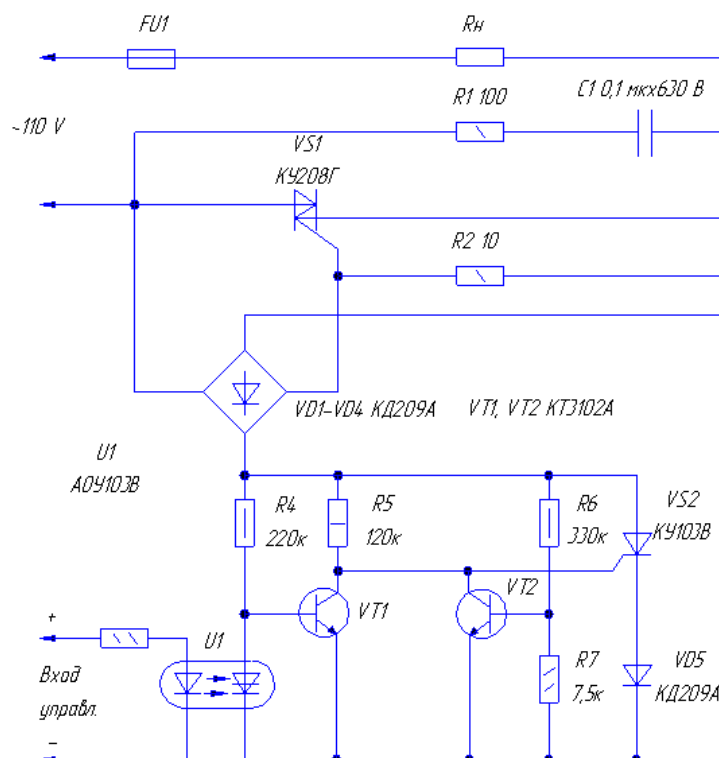 FU1
Rн
R1 100
C1 0,1 мкх630 В
~110 V
VS1
КУ208Г
R2 10
VD1-VD4 КД209А
VT1, VT2 КТ3102А
U1
АОУ103В
R4
220к
R5
120к
R6
330к
VS2
КУ103В
VT1
VT2
+
U1
Вход
управл.
R7
7,5к
VD5
КД209А
-